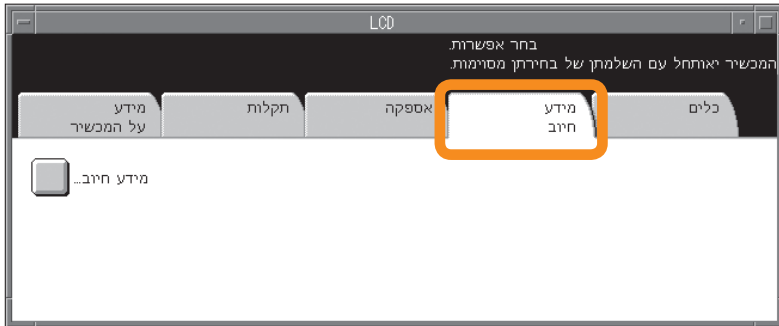 LCD
בחר אפשרות.
המכשיר יאותחל עם השלמתן של בחירתן מסוימות.
כלים
מידע
חיוב
אספקה
תקלות
מידע
על המכשיר
מידע חיוב...